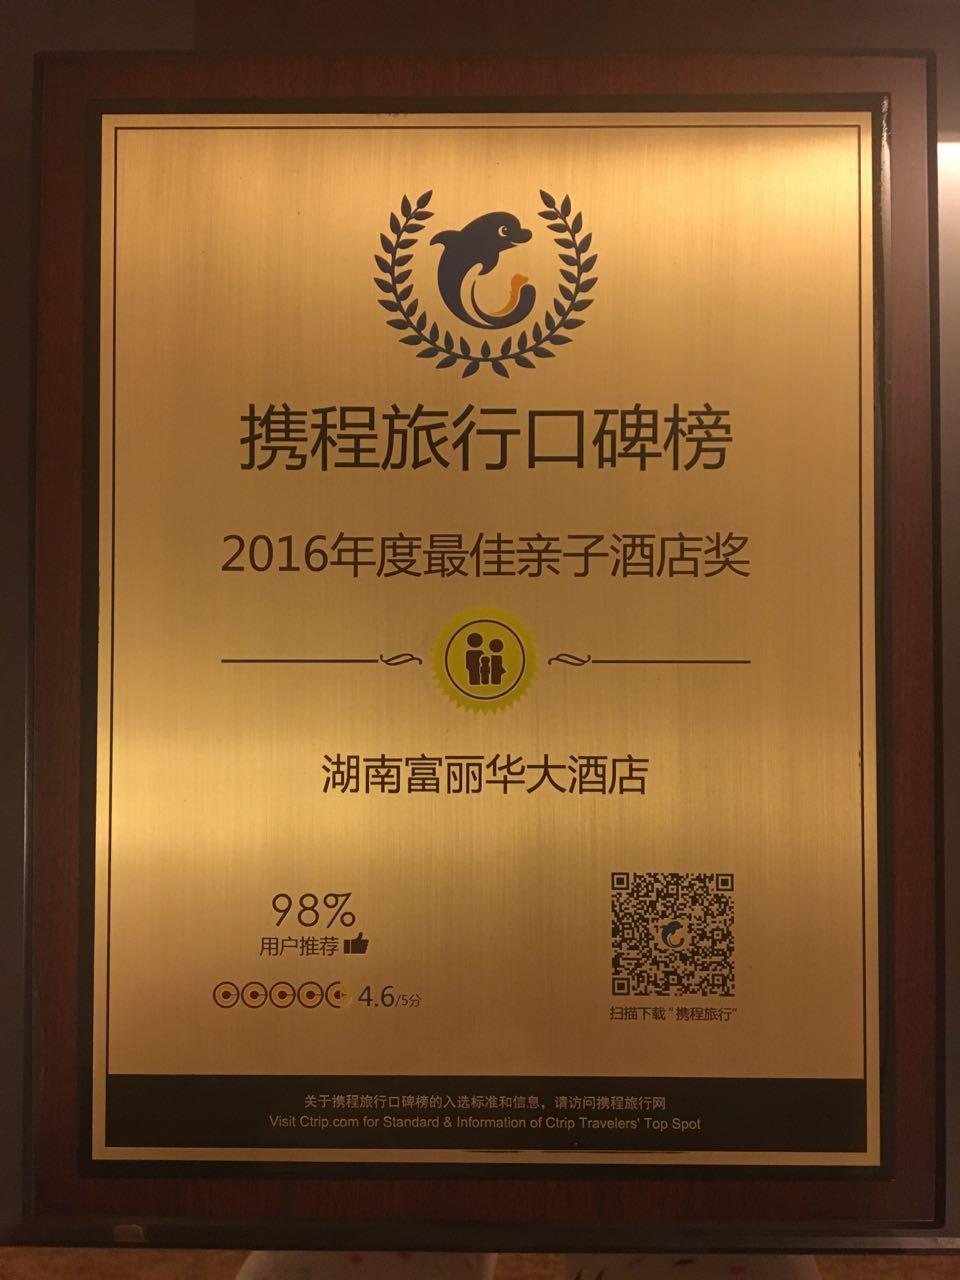 携程旅行口碑榜
2016年度最佳亲子酒店奖
湖南富丽华大酒店
98%
用户推荐
4.6/5分
扫描下载“携程旅行”
关于携程旅行口碑榜的入选标准和信息，请访问携程旅行网
Visit Ctrip.com for Standard & Information of Ctrip Travelers' Top Spot